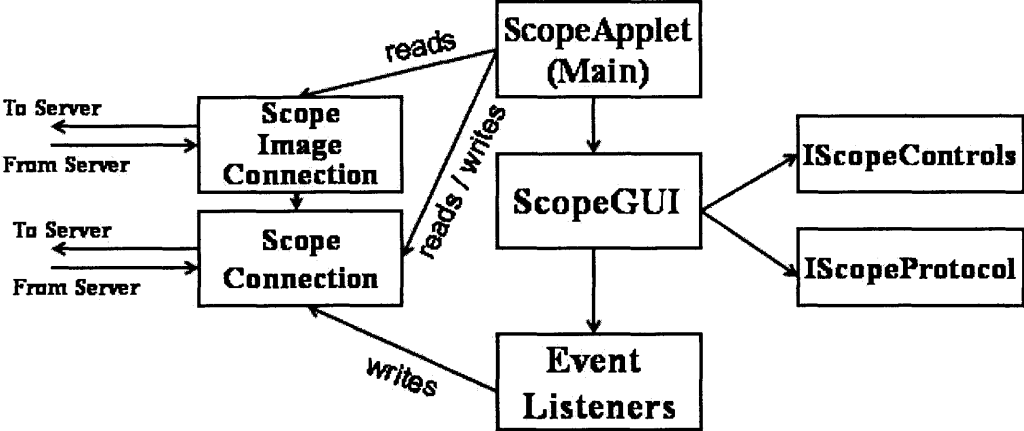 ScopeApplet
(Main)
reads
To Server
From Server
Scope
Image
Connection
reads / writes
IScopeControls
ScopeGUI
To Server
From Server
Scope
Connection
IScopeProtocol
writes
Event
Listeners